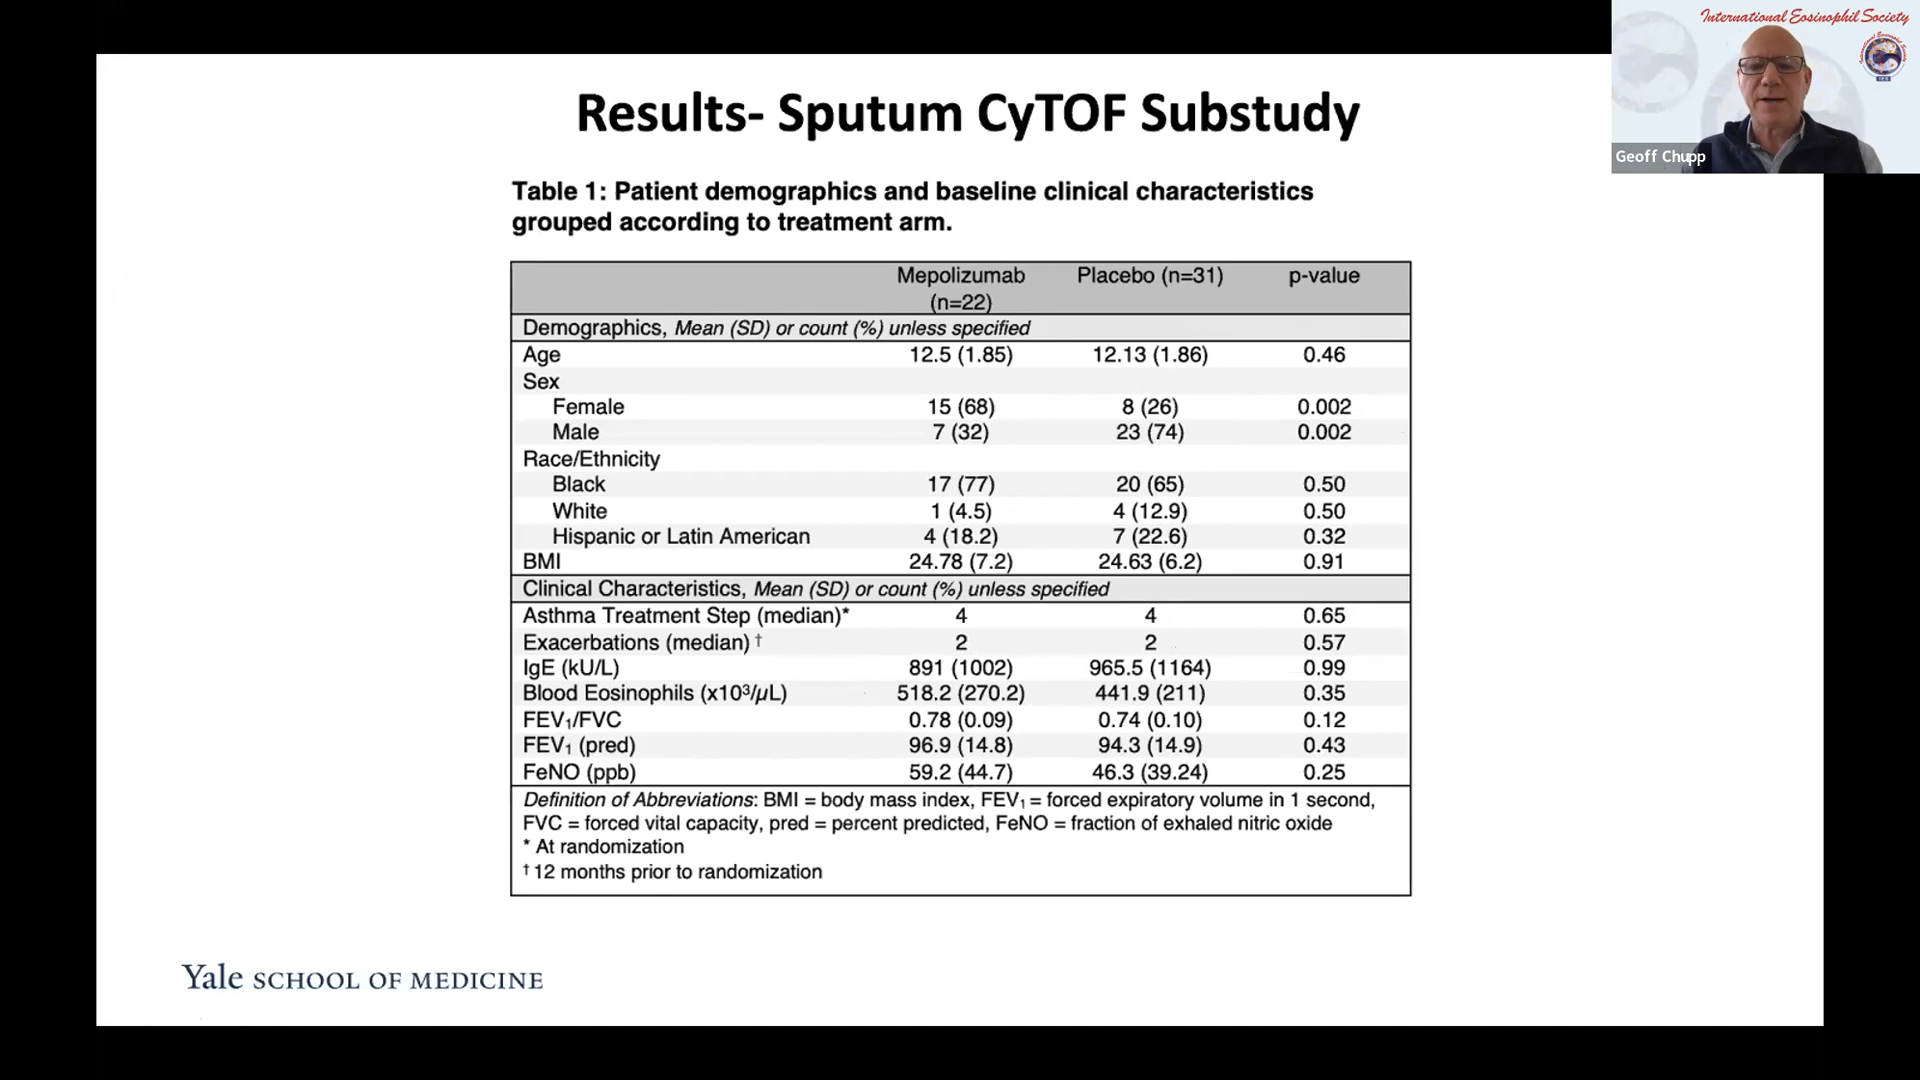 International Eosinophil Society
Geoff Chupp
Results- Sputum CyTOF Substudy
Table 1: Patient demographics and baseline clinical characteristics
grouped according to treatment arm.
Mepolizumab (n=22) Placebo (n=31) p-value
Demographics, Mean (SD) or count (%) unless specified
Age 12.5 (1.85) 12.13 (1.86) 0.46
Sex
Female 15 (68) 8 (26) 0.002
Male 7 (32) 23 (74) 0.002
Race/Ethnicity
Black 17 (77) 20 (65) 0.50
White 1 (4.5) 4 (12.9) 0.50
Hispanic or Latin American 4 (18.2) 7 (22.6) 0.32
BMI 24.78 (7.2) 24.63 (6.2) 0.91
Clinical Characteristics, Mean (SD) or count (%) unless specified
Asthma Treatment Step (median)* 4 4 0.65
Exacerbations (median) † 2 2 0.57
IgE (kU/L) 891 (1002) 965.5 (1164) 0.99
Blood Eosinophils (x10³/µL) 518.2 (270.2) 441.9 (211) 0.35
FEV₁/FVC 0.78 (0.09) 0.74 (0.10) 0.12
FEV₁ (pred) 96.9 (14.8) 94.3 (14.9) 0.43
FeNO (ppb) 59.2 (44.7) 46.3 (39.24) 0.25
Definition of Abbreviations: BMI = body mass index, FEV₁ = forced expiratory volume in 1 second,
FVC = forced vital capacity, pred = percent predicted, FeNO = fraction of exhaled nitric oxide
* At randomization
† 12 months prior to randomization
Yale SCHOOL OF MEDICINE